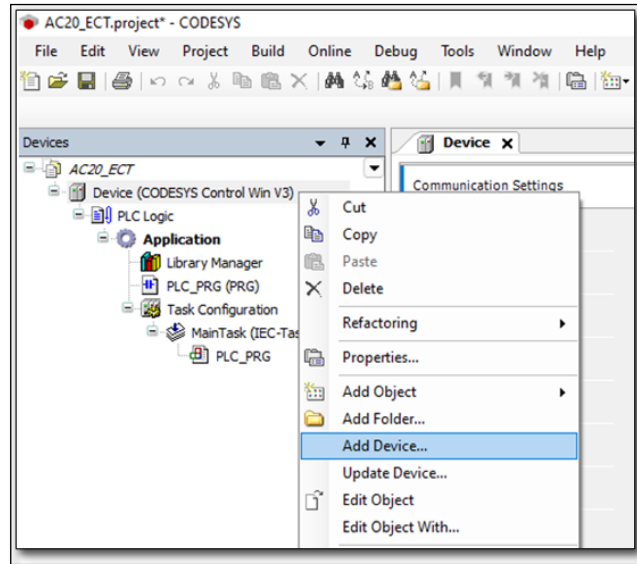 AC20_ECT.project* - CODESYS
File Edit View Project Build Online Debug Tools Window Help
Devices
Device
AC20_ECT
Communication Settings
Device (CODESYS Control Win V3)
PLC Logic
Application
Library Manager
PLC_PRG (PRG)
Task Configuration
MainTask (IEC-Tas
PLC_PRG
Cut
Copy
Paste
Delete
Refactoring
Properties...
Add Object
Add Folder...
Add Device...
Update Device...
Edit Object
Edit Object With...